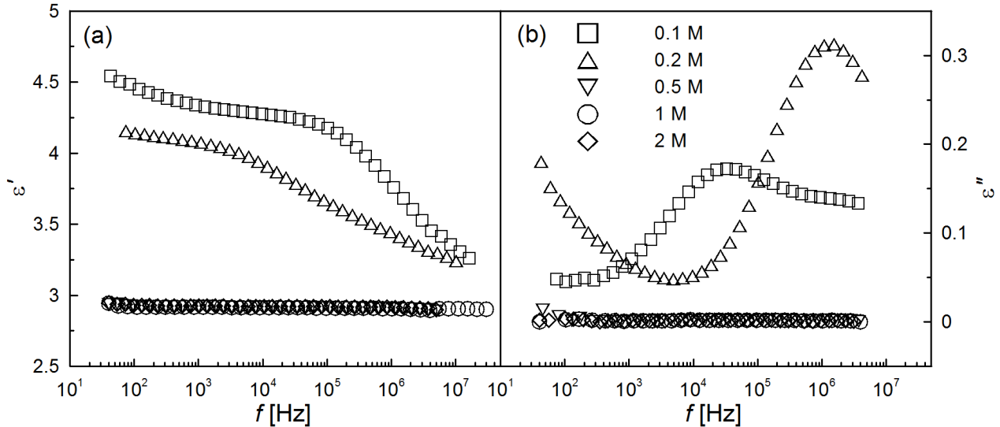 (a)
ε'
4.5
4
3.5
3
2.5
10¹ 10² 10³ 10⁴ 10⁵ 10⁶ 10⁷ 10¹
f [Hz]
(b)
0.1 M
0.2 M
0.5 M
1 M
2 M
0.3
0.2
0.1
0
ε"
10² 10³ 10⁴ 10⁵ 10⁶ 10⁷
f [Hz]